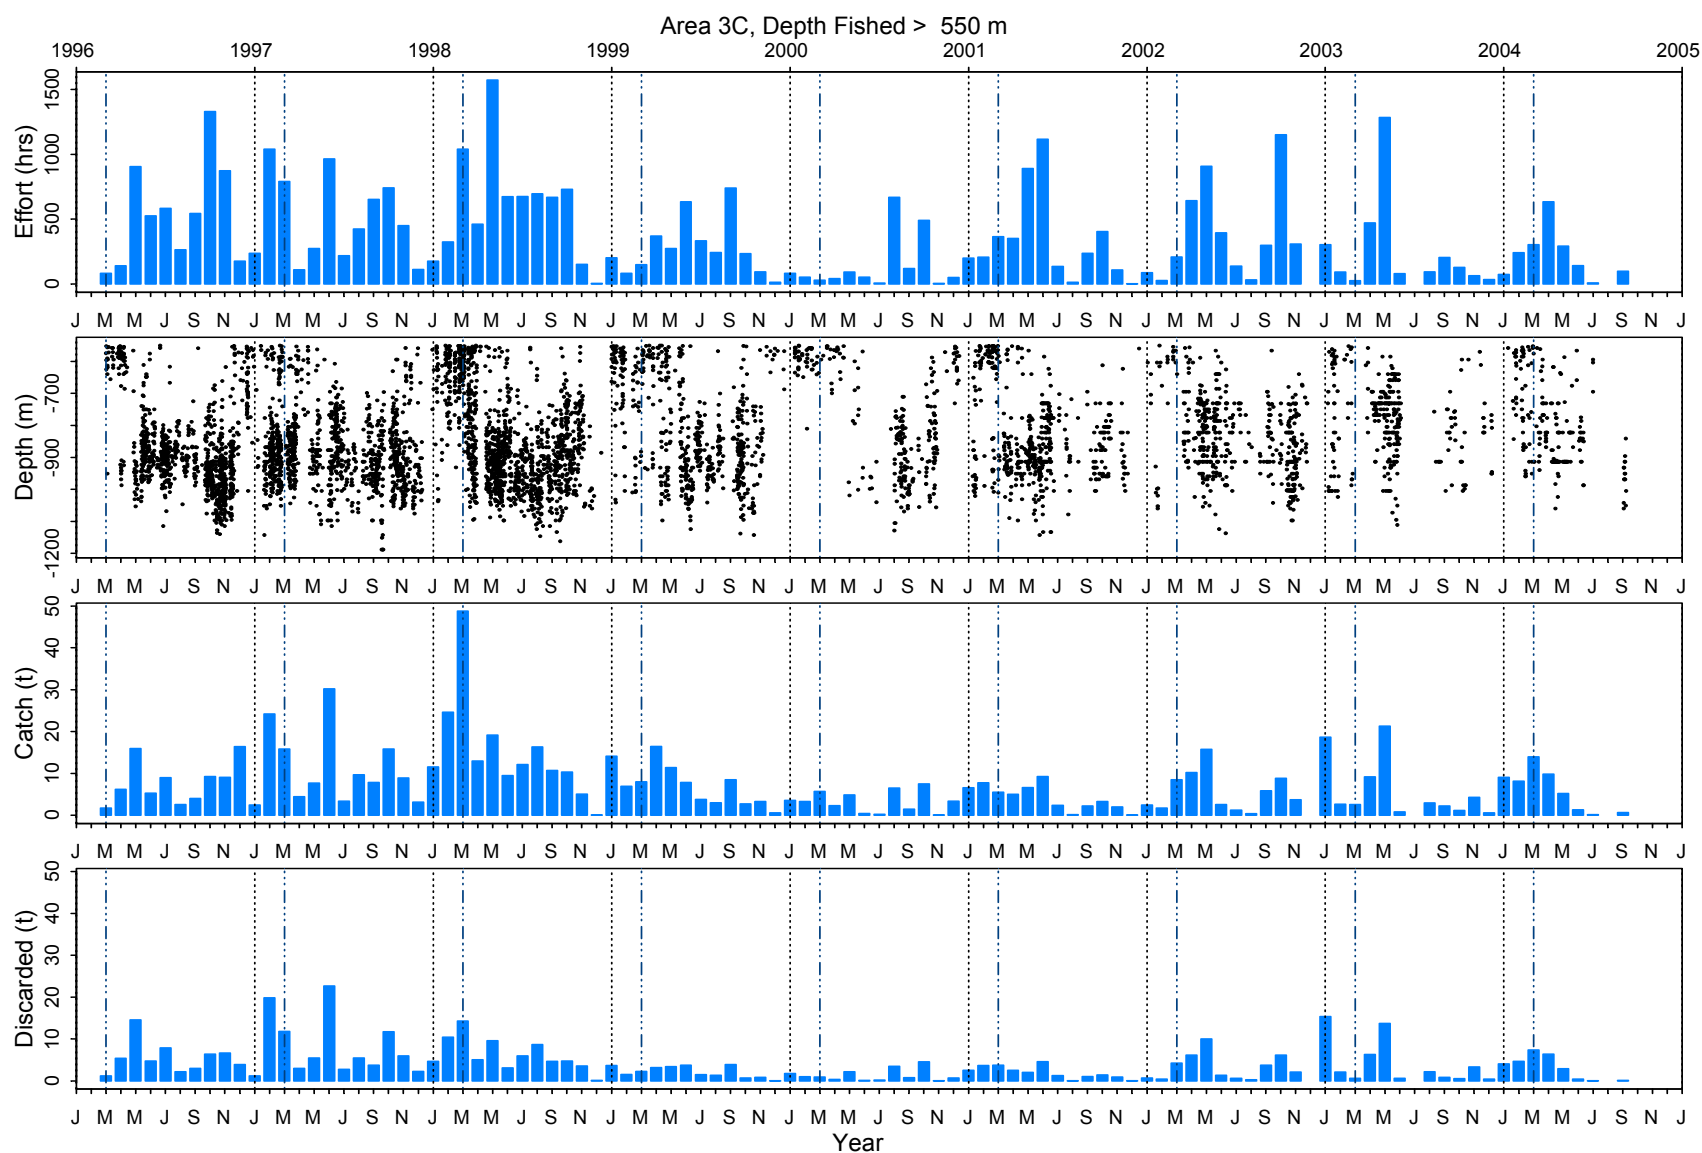 Area 3C, Depth Fished > 550 m
1996 1997 1998 1999 2000 2001 2002 2003 2004 2005
Effort (hrs)
1500
1000
500
0
J M M J S N J M M J S N J M M J S N J M M J S N J M M J S N J M M J S N J M M J S N J M M J S N J M M J S N J
Depth (m)
-700
-900
-1200
J M M J S N J M M J S N J M M J S N J M M J S N J M M J S N J M M J S N J M M J S N J M M J S N J M M J S N J
Catch (t)
50
40
30
20
10
0
J M M J S N J M M J S N J M M J S N J M M J S N J M M J S N J M M J S N J M M J S N J M M J S N J M M J S N J
Discarded (t)
50
40
30
20
10
0
J M M J S N J M M J S N J M M J S N J M M J S N J M M J S N J M M J S N J M M J S N J M M J S N J M M J S N J
Year